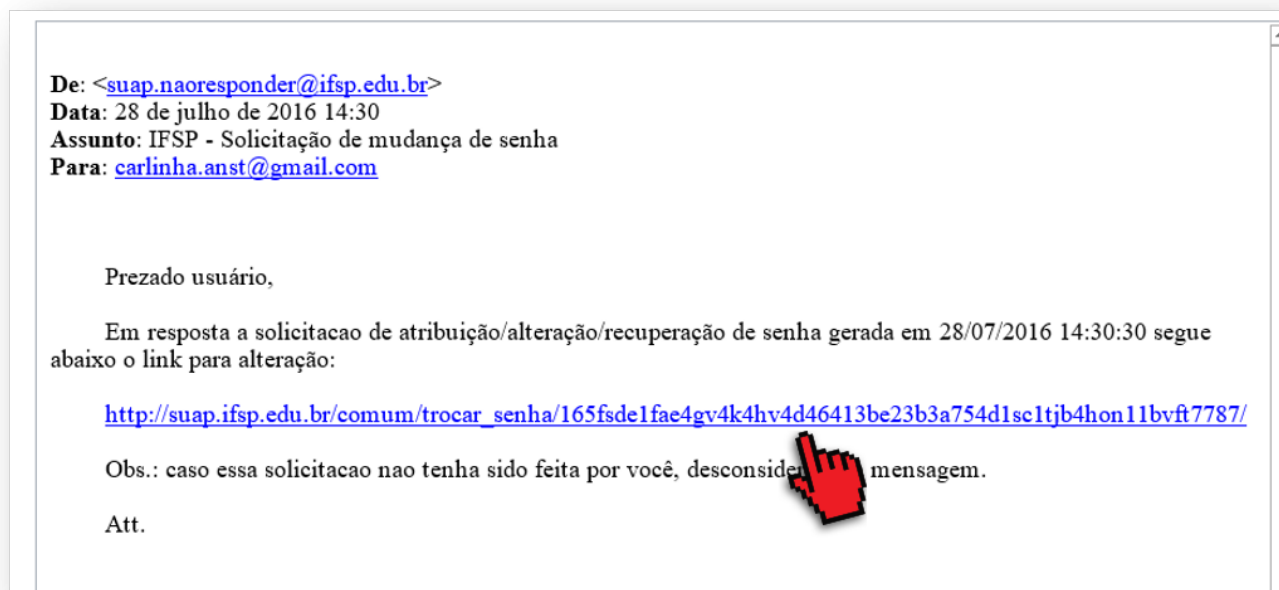 De: <suap.naoresponder@ifsp.edu.br>
Data: 28 de julho de 2016 14:30
Assunto: IFSP - Solicitação de mudança de senha
Para: carlinha.anst@gmail.com
Prezado usuário,
Em resposta a solicitacao de atribuição/alteração/recuperação de senha gerada em 28/07/2016 14:30:30 segue
abaixo o link para alteração:
http://suap.ifsp.edu.br/comum/trocar_senha/165fsde1fae4gv4k4hv4d46413be23b3a754d1sc1tjb4hon11bvft7787/
Obs.: caso essa solicitacao nao tenha sido feita por você, mensagem.
Att.